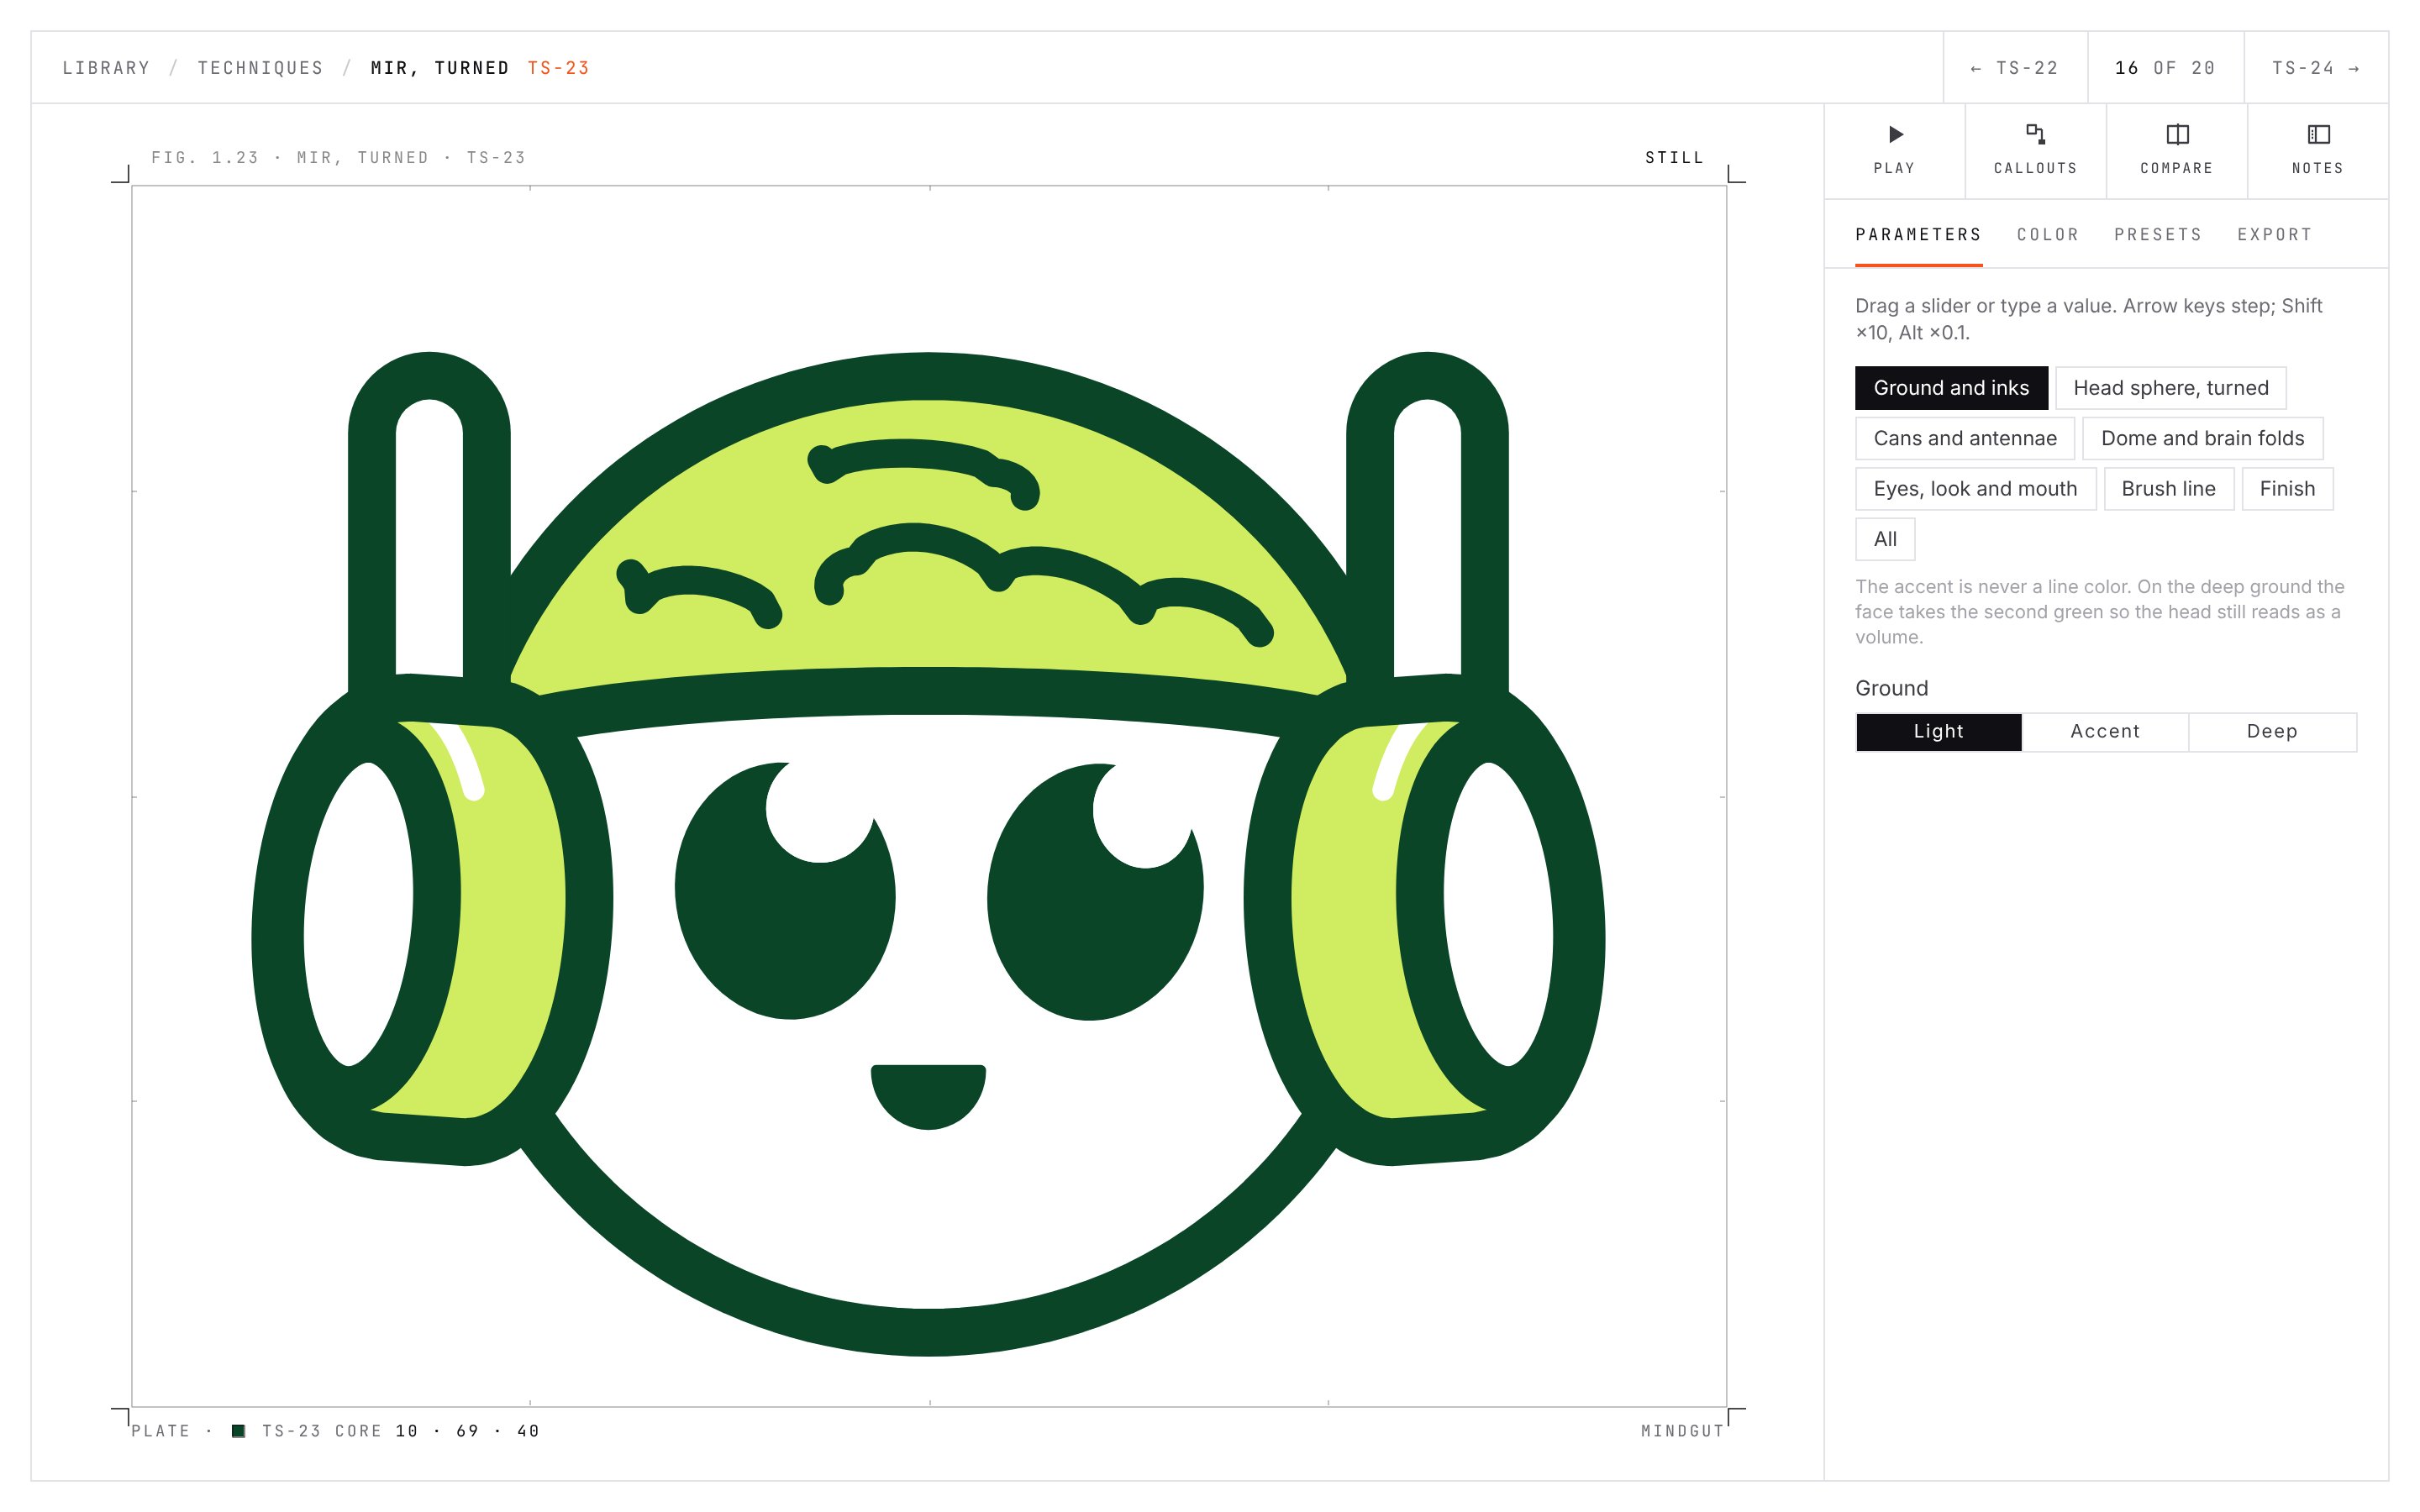 LIBRARY / TECHNIQUES / MIR, TURNED TS-23
← TS-22
16 OF 20
TS-24 →
FIG. 1.23 · MIR, TURNED · TS-23
STILL
PLAY
CALLOUTS
COMPARE
NOTES
PARAMETERS
COLOR
PRESETS
EXPORT
Drag a slider or type a value. Arrow keys step; Shift
×10, Alt ×0.1.
Ground and inks
Head sphere, turned
Cans and antennae
Dome and brain folds
Eyes, look and mouth
Brush line
Finish
All
The accent is never a line color. On the deep ground the
face takes the second green so the head still reads as a
volume.
Ground
Light
Accent
Deep
PLATE · TS-23 CORE 10 · 69 · 40
MINDGUT